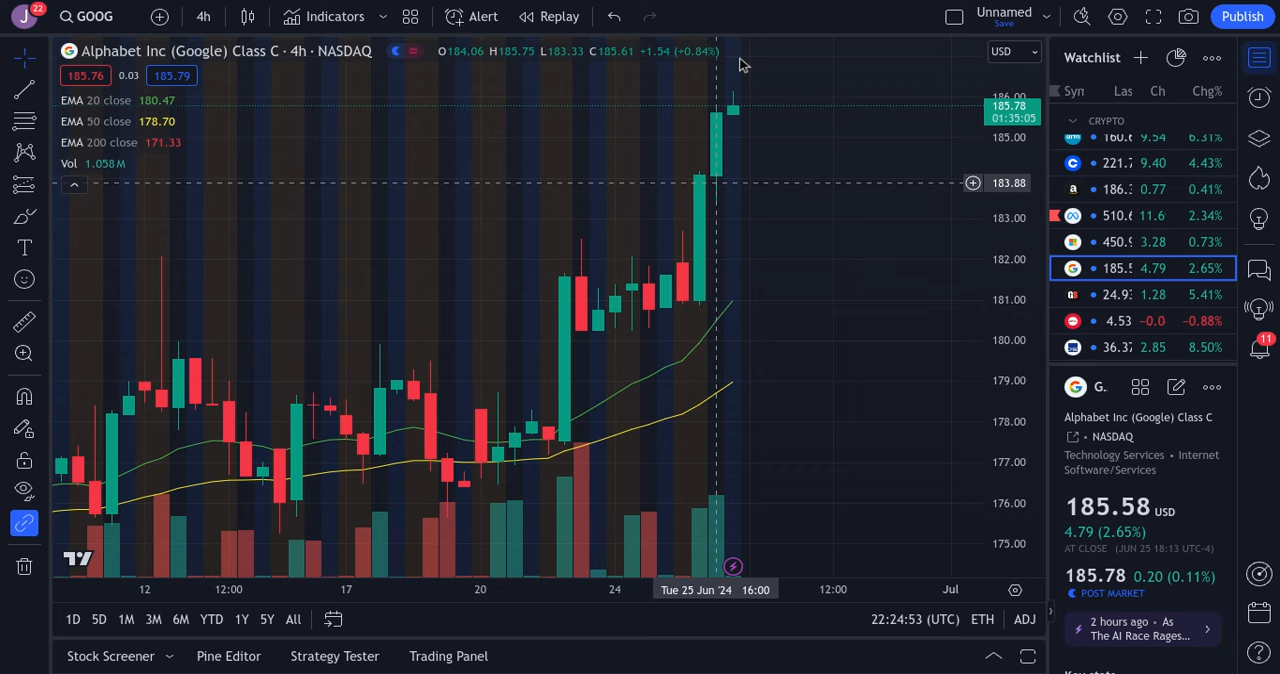 J 22 GOOG 4h Indicators Alert Replay Unnamed Save Publish
Alphabet Inc (Google) Class C · 4h · NASDAQ O184.06 H185.75 L183.33 C185.61 +1.54 (+0.84%)
USD
185.76 0.03 185.79
EMA 20 close 180.47
EMA 50 close 178.70
EMA 200 close 171.33
Vol 1.058M
186.00
185.78
01:35:05
185.00
183.88
183.00
182.00
181.00
180.00
179.00
178.00
177.00
176.00
175.00
12 12:00 17 20 24 Tue 25 Jun '24 16:00 12:00 Jul
1D 5D 1M 3M 6M YTD 1Y 5Y All 22:24:53 (UTC) ETH ADJ
Stock Screener Pine Editor Strategy Tester Trading Panel
Watchlist
Syn Las Ch Chg%
CRYPTO
160.6 9.54 6.31%
221.7 9.40 4.43%
186.3 0.77 0.41%
510.6 11.6 2.34%
450.9 3.28 0.73%
185.5 4.79 2.65%
24.93 1.28 5.41%
4.53 −0.0 −0.88%
36.37 2.85 8.50%
G..
Alphabet Inc (Google) Class C
NASDAQ
Technology Services • Internet
Software/Services
185.58 USD
4.79 (2.65%)
AT CLOSE (JUN 25 18:13 UTC-4)
185.78 0.20 (0.11%)
POST MARKET
2 hours ago • As
The AI Race Rages...
11